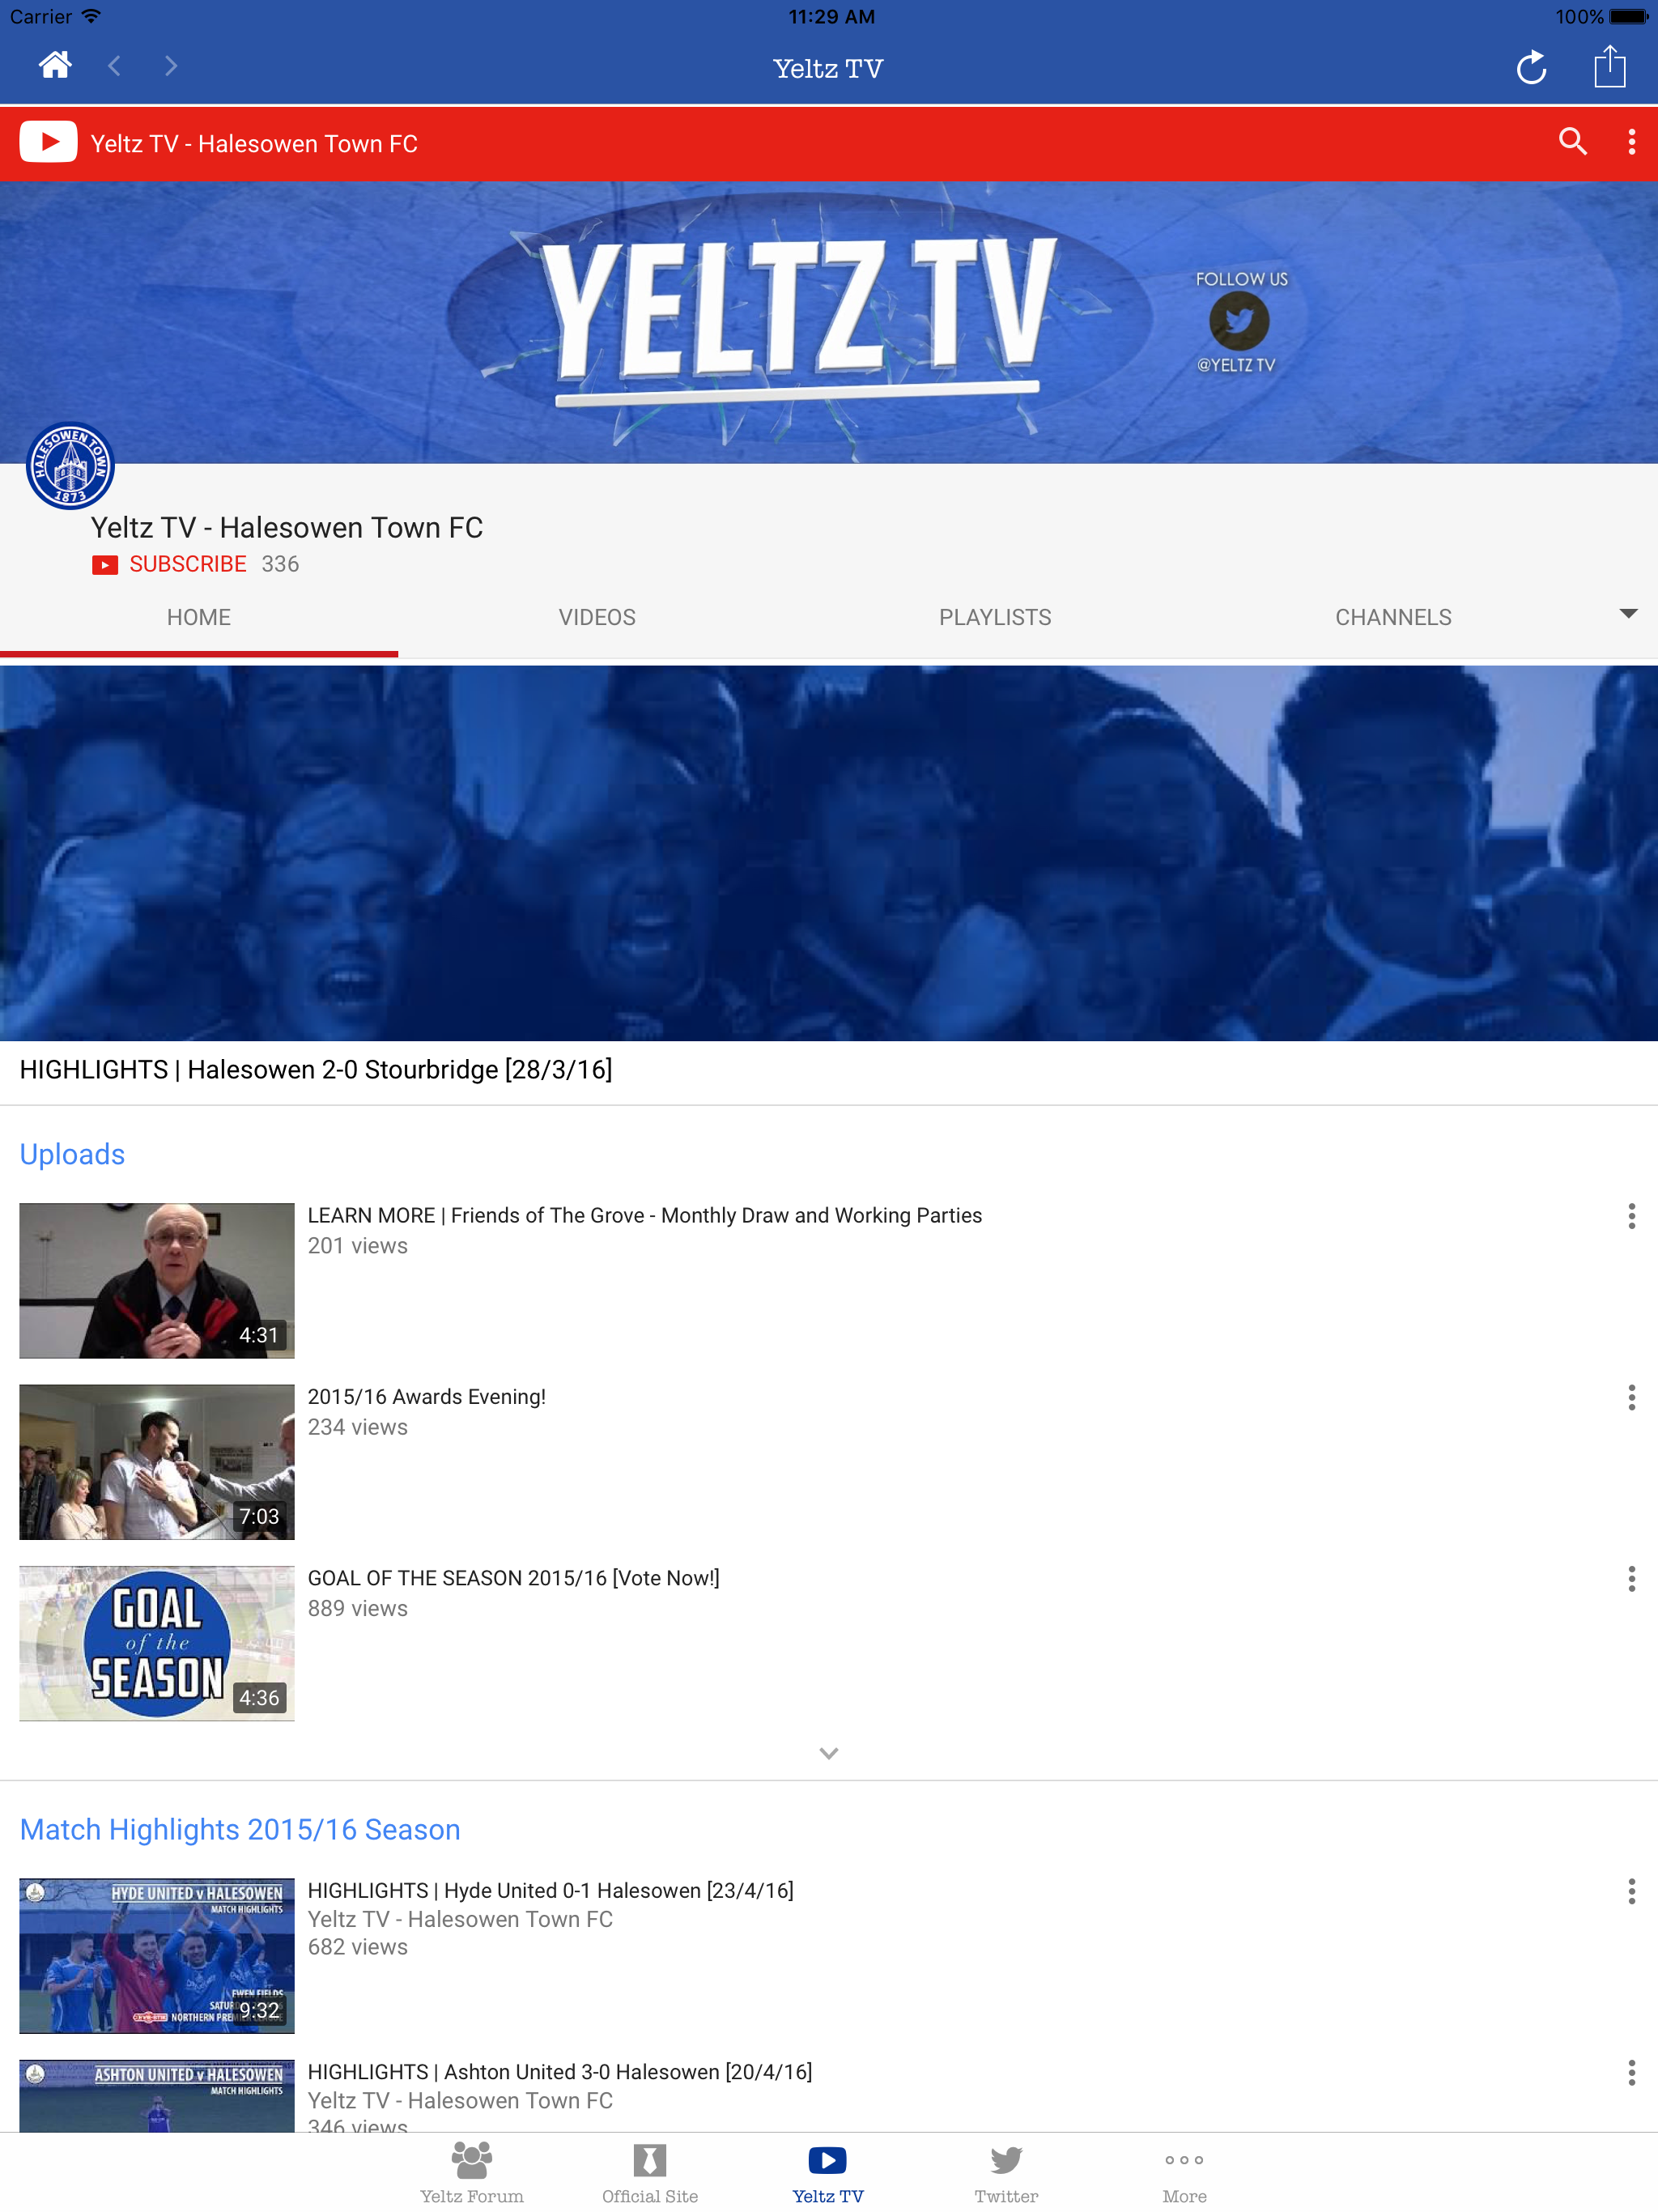 Carrier 11:29 AM 100%
Yeltz TV
Yeltz TV - Halesowen Town FC
YELTZ TV
FOLLOW US
@YELTZ TV
HALESOWEN TOWN
1873
Yeltz TV - Halesowen Town FC
SUBSCRIBE 336
HOME VIDEOS PLAYLISTS CHANNELS
HIGHLIGHTS | Halesowen 2-0 Stourbridge [28/3/16]
Uploads
LEARN MORE | Friends of The Grove - Monthly Draw and Working Parties
201 views
4:31
2015/16 Awards Evening!
234 views
7:03
GOAL OF THE SEASON 2015/16 [Vote Now!]
889 views
GOAL
of the
SEASON
4:36
Match Highlights 2015/16 Season
HIGHLIGHTS | Hyde United 0-1 Halesowen [23/4/16]
Yeltz TV - Halesowen Town FC
682 views
HYDE UNITED v HALESOWEN
MATCH HIGHLIGHTS
EWEN FIELDS
9:32
NORTHERN PREMIER LEAGUE
HIGHLIGHTS | Ashton United 3-0 Halesowen [20/4/16]
Yeltz TV - Halesowen Town FC
346 views
ASHTON UNITED v HALESOWEN
MATCH HIGHLIGHTS
Yeltz Forum Official Site Yeltz TV Twitter More